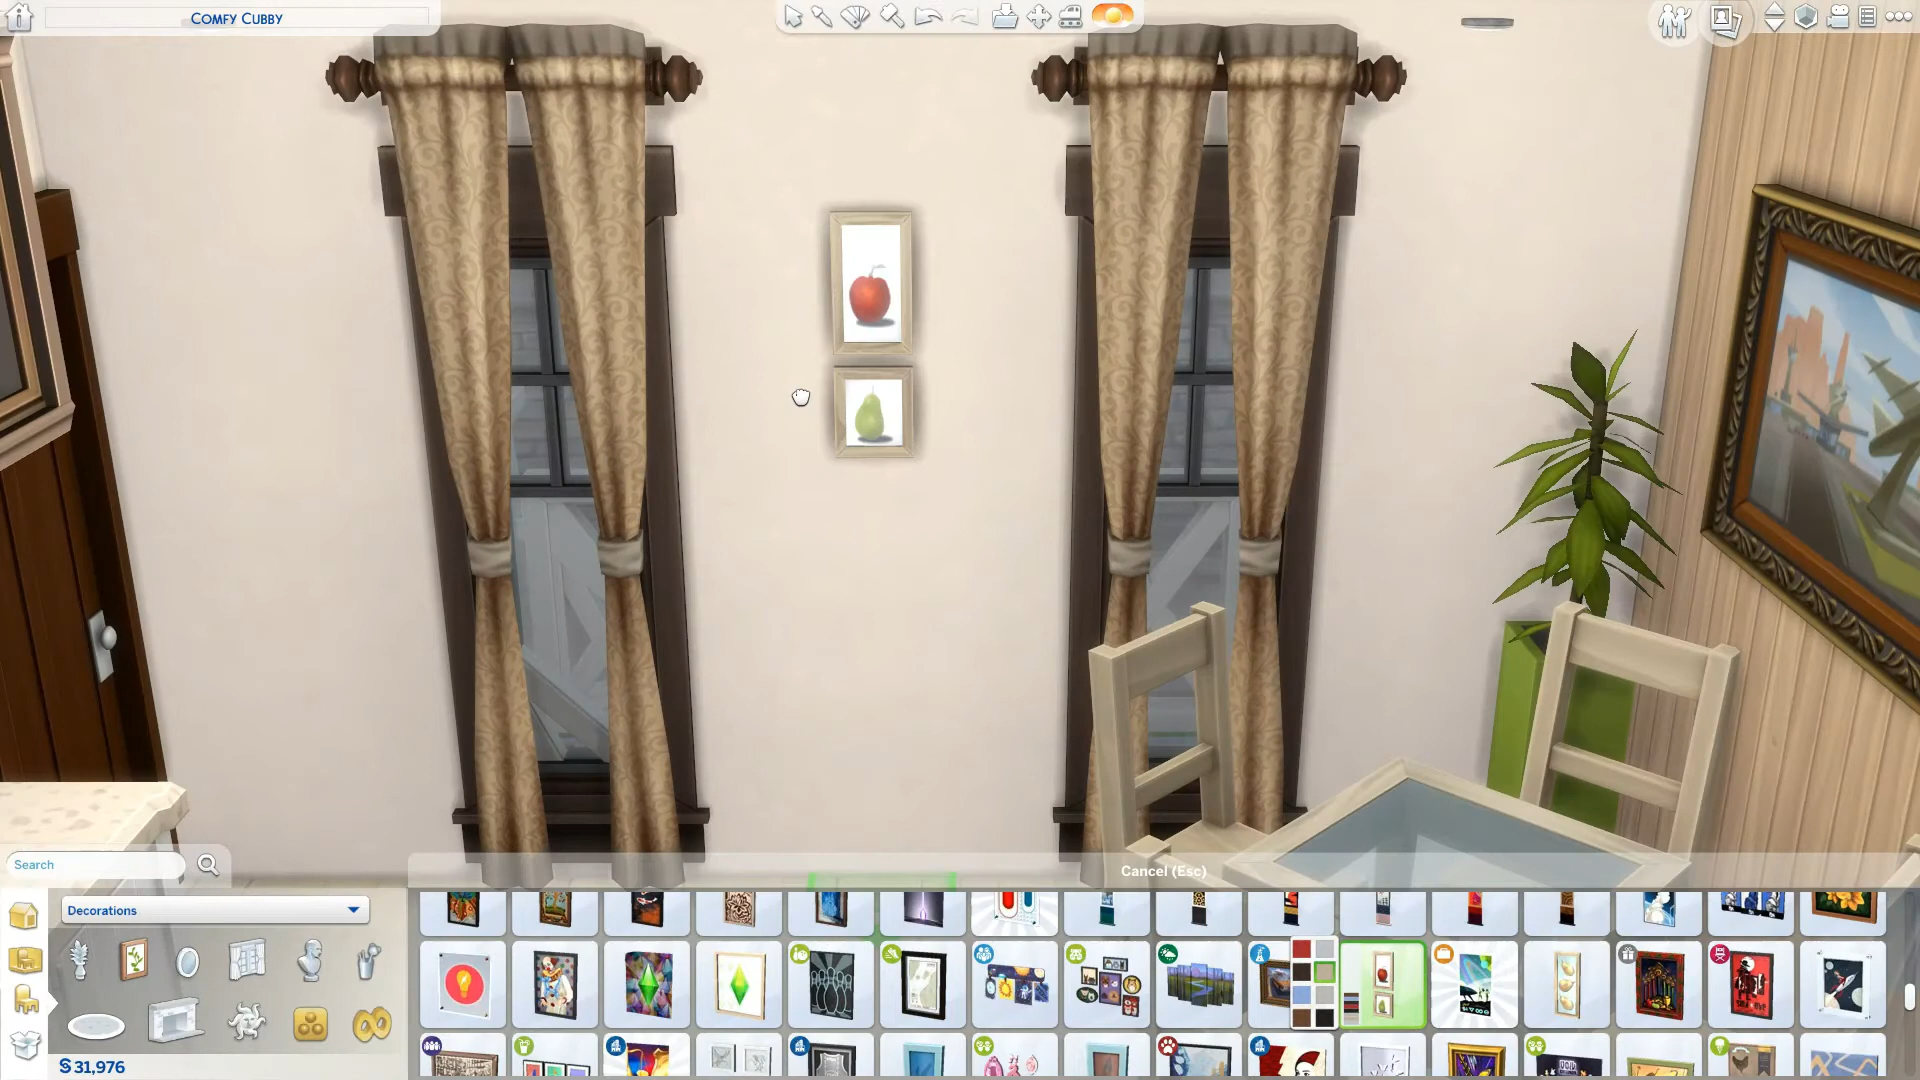 COMFY CUBBY
Cancel (Esc)
Search
Decorations
§31,976